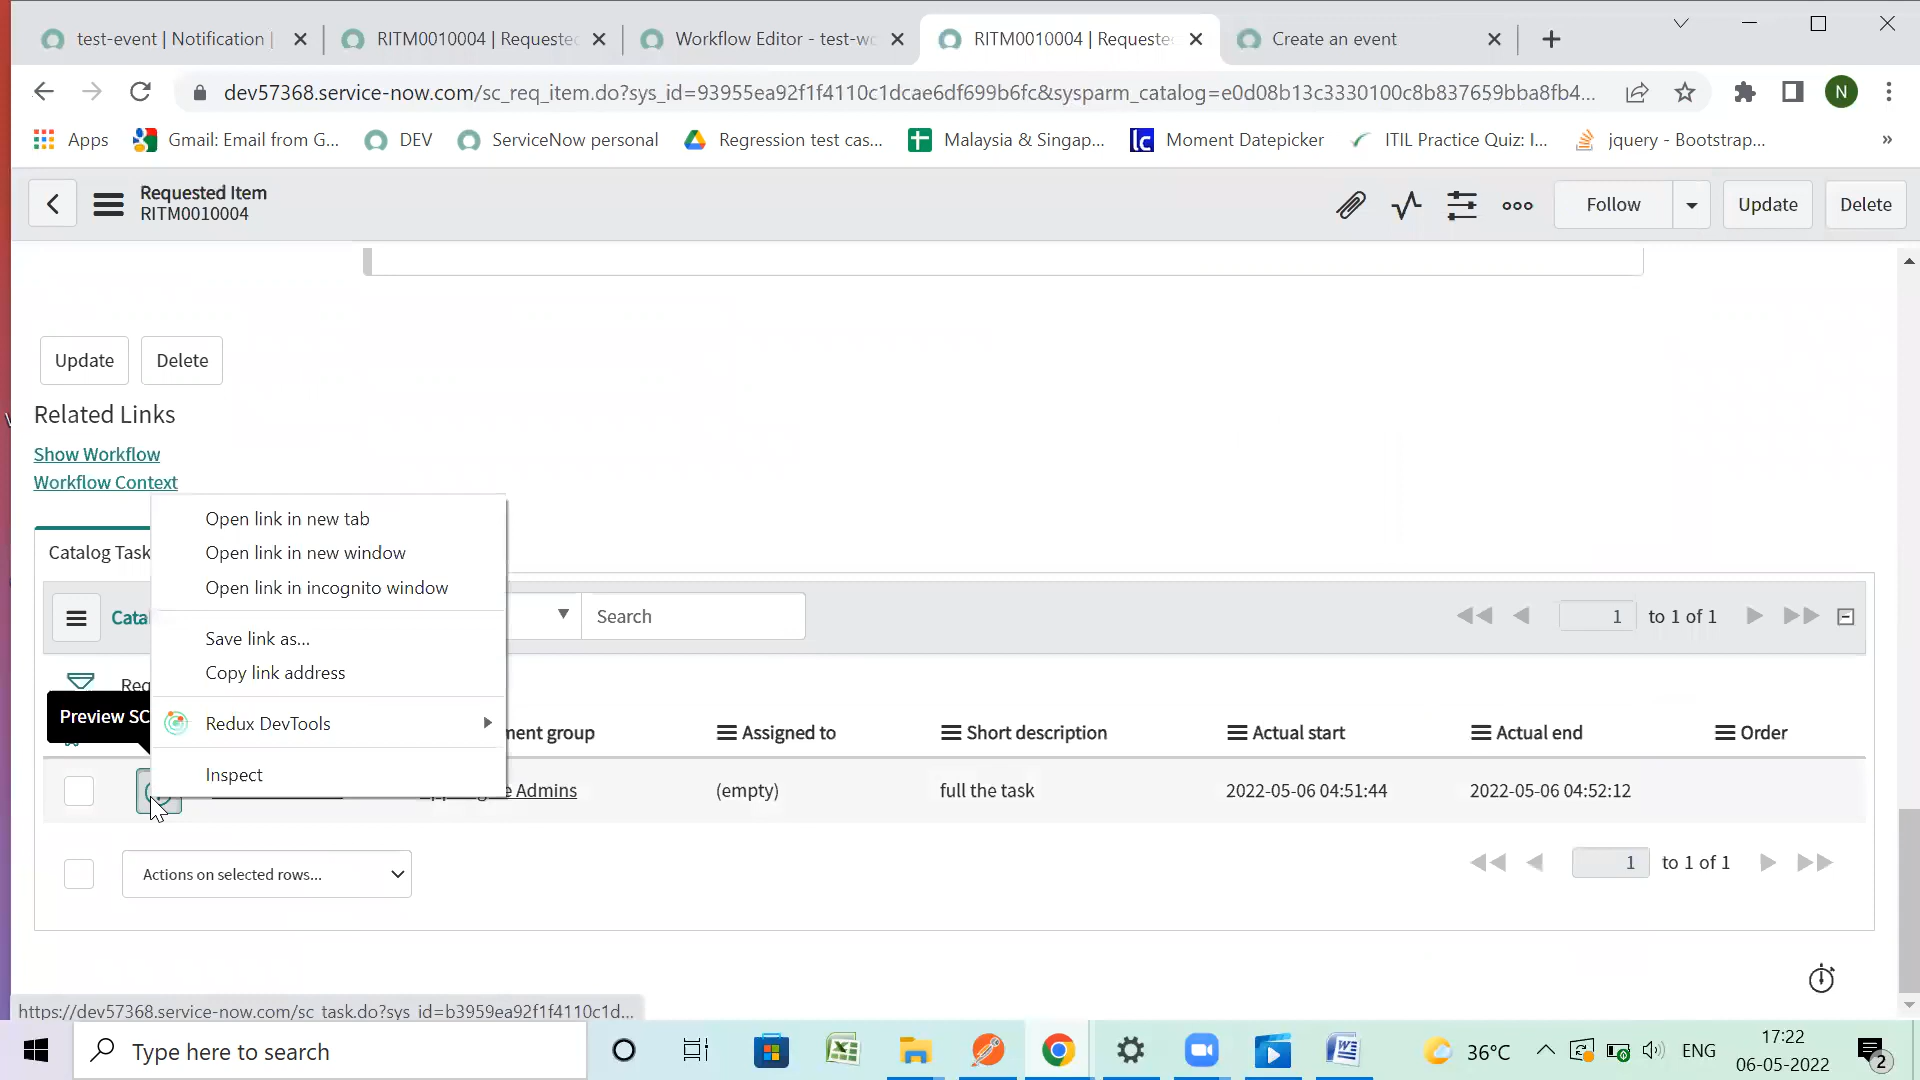 test-event | Notification |
RITM0010004 | Requeste
Workflow Editor - test-wo
RITM0010004 | Requeste
Create an event
dev57368.service-now.com/sc_req_item.do?sys_id=93955ea92f1f4110c1dcae6df699b6fc&sysparm_catalog=e0d08b13c3330100c8b837659bba8fb4...
N
Apps
Gmail: Email from G...
DEV
ServiceNow personal
Regression test cas...
Malaysia & Singap...
lc
Moment Datepicker
ITIL Practice Quiz: I...
jquery - Bootstrap...
»
Requested Item
RITM0010004
Follow
Update
Delete
Update
Delete
Related Links
Show Workflow
Workflow Context
Open link in new tab
Open link in new window
Open link in incognito window
Save link as...
Copy link address
Redux DevTools
Inspect
Catalog Task
Cata
Search
1
to 1 of 1
Req
Preview SC
ment group
Assigned to
Short description
Actual start
Actual end
Order
e Admins
(empty)
full the task
2022-05-06 04:51:44
2022-05-06 04:52:12
Actions on selected rows...
1
to 1 of 1
https://dev57368.service-now.com/sc_task.do?sys_id=b3959ea92f1f4110c1d...
Type here to search
36°C
ENG
17:22
06-05-2022
2